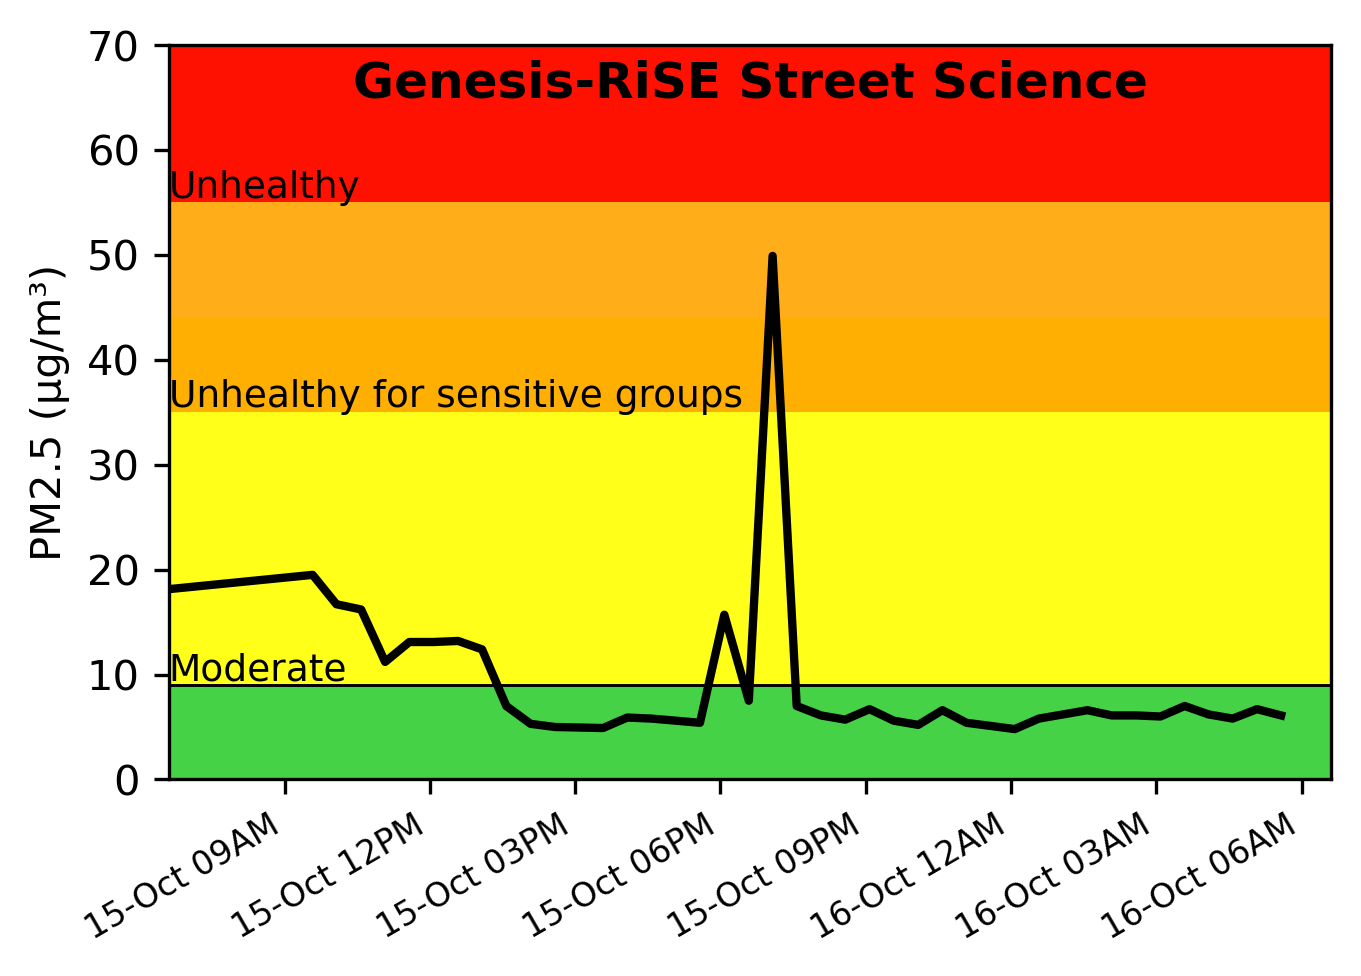 Genesis-RiSE Street Science
70
60
50
40
30
20
10
0
PM2.5 (µg/m³)
Unhealthy
Unhealthy for sensitive groups
Moderate
15-Oct 09AM
15-Oct 12PM
15-Oct 03PM
15-Oct 06PM
15-Oct 09PM
16-Oct 12AM
16-Oct 03AM
16-Oct 06AM